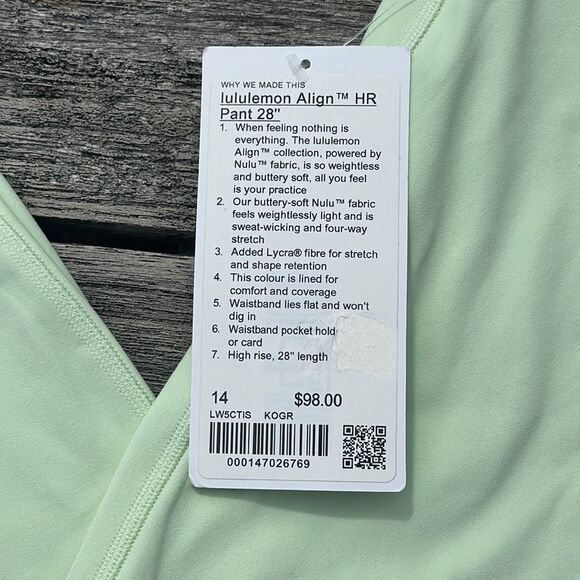 WHY WE MADE THIS
lululemon Align™ HR
Pant 28"
1. When feeling nothing is
everything. The lululemon
Align™ collection, powered by
Nulu™ fabric, is so weightless
and buttery soft, all you feel
is your practice
2. Our buttery-soft Nulu™ fabric
feels weightlessly light and is
sweat-wicking and four-way
stretch
3. Added Lycra® fibre for stretch
and shape retention
4. This colour is lined for
comfort and coverage
5. Waistband lies flat and won't
dig in
6. Waistband pocket hold
or card
7. High rise, 28" length
14 $98.00
LW5CTIS KOGR
000147026769